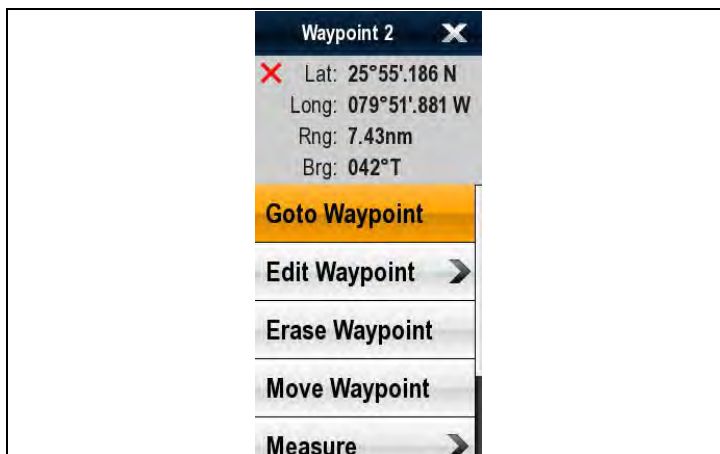 Waypoint 2
Lat: 25°55'.186 N
Long: 079°51'.881 W
Rng: 7.43nm
Brg: 042°T
Goto Waypoint
Edit Waypoint
Erase Waypoint
Move Waypoint
Measure